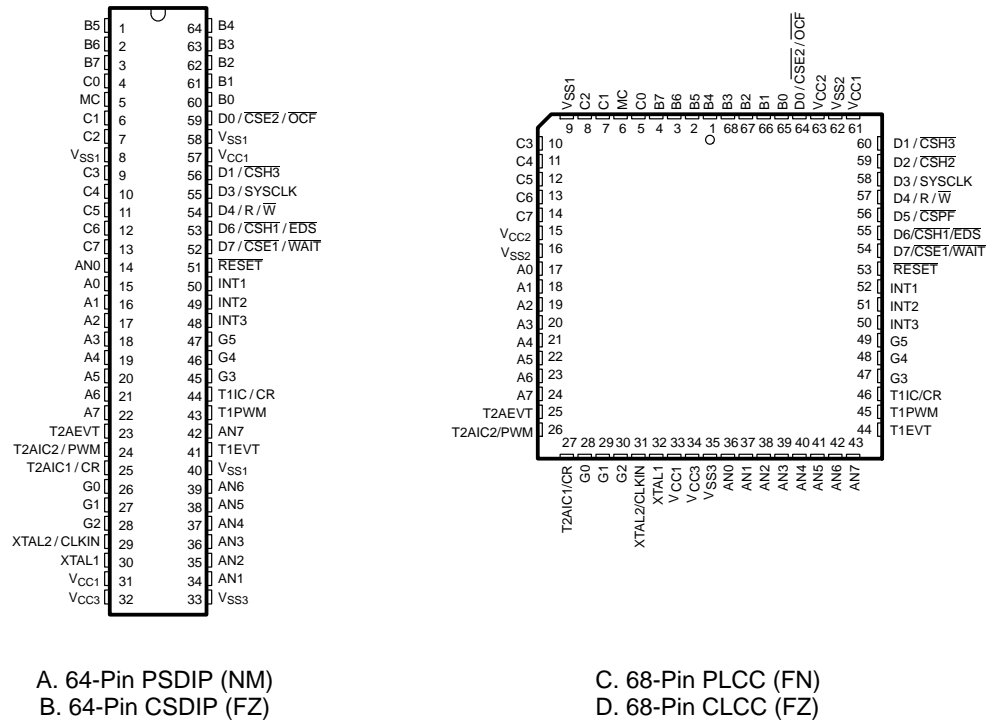 B5 1 64 B4
B6 2 63 B3
B7 3 62 B2
C0 4 61 B1
MC 5 60 B0
C1 6 59 D0/CSE2/OCF
C2 7 58 VSS1
VSS1 8 57 VCC1
C3 9 56 D1/CSH3
C4 10 55 D3/SYSCLK
C5 11 54 D4/R/W
C6 12 53 D6/CSH1/EDS
C7 13 52 D7/CSE1/WAIT
AN0 14 51 RESET
A0 15 50 INT1
A1 16 49 INT2
A2 17 48 INT3
A3 18 47 G5
A4 19 46 G4
A5 20 45 G3
A6 21 44 T1IC/CR
A7 22 43 T1PWM
T2AEVT 23 42 AN7
T2AIC2/PWM 24 41 T1EVT
T2AIC1/CR 25 40 VSS1
G0 26 39 AN6
G1 27 38 AN5
G2 28 37 AN4
XTAL2/CLKIN 29 36 AN3
XTAL1 30 35 AN2
VCC1 31 34 AN1
VCC3 32 33 VSS3
A. 64-Pin PSDIP (NM)
B. 64-Pin CSDIP (FZ)
VSS1 C2 C1 MC C0 B7 B6 B5 B4 B3 B2 B1 B0 D0/CSE2/OCF VCC2 VSS2 VCC1
9 8 7 6 5 4 3 2 1 68 67 66 65 64 63 62 61
C3 10 60 D1/CSH3
C4 11 59 D2/CSH2
C5 12 58 D3/SYSCLK
C6 13 57 D4/R/W
C7 14 56 D5/CSPF
VCC2 15 55 D6/CSH1/EDS
VSS2 16 54 D7/CSE1/WAIT
A0 17 53 RESET
A1 18 52 INT1
A2 19 51 INT2
A3 20 50 INT3
A4 21 49 G5
A5 22 48 G4
A6 23 47 G3
A7 24 46 T1IC/CR
T2AEVT 25 45 T1PWM
T2AIC2/PWM 26 44 T1EVT
27 28 29 30 31 32 33 34 35 36 37 38 39 40 41 42 43
T2AIC1/CR G0 G1 G2 XTAL2/CLKIN XTAL1 VCC1 VCC3 VSS3 AN0 AN1 AN2 AN3 AN4 AN5 AN6 AN7
C. 68-Pin PLCC (FN)
D. 68-Pin CLCC (FZ)